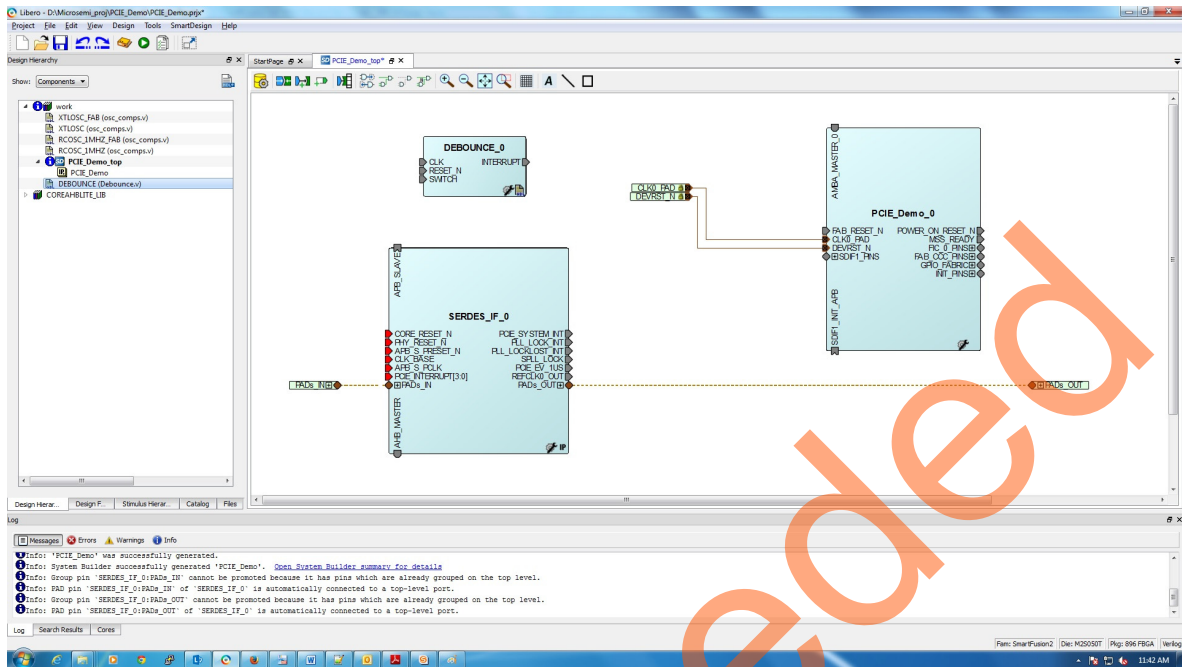 Libero - D:\Microsemi_proj\PCIE_Demo\PCIE_Demo.prjx*
Project File Edit View Design Tools SmartDesign Help
Design Hierarchy
StartPage
PCIE_Demo_top*
Show: Components
work
XTLOSC_FAB (osc_comps.v)
XTLOSC (osc_comps.v)
RCOSC_1MHZ_FAB (osc_comps.v)
RCOSC_1MHZ (osc_comps.v)
PCIE_Demo_top
PCIE_Demo
DEBOUNCE (Debounce.v)
COREAHBLITE_LIB
DEBOUNCE_0
CLK INTERRUPT
RESET_N
SWITCH
CLK0_PAD
DEVRST_N
AMBA_MASTER_0
PCIE_Demo_0
FAB_RESET_N POWER_ON_RESET_N
CLK0_PAD MSS_READY
DEVRST_N FIC_0_PINS
SDIF1_PINS FAB_CCC_PINS
GPIO_FABRIC
INIT_PINS
SDIF1_INIT_APB
APB_SLAVE
SERDES_IF_0
CORE_RESET_N PCIE_SYSTEM_INT
PHY_RESET_N PLL_LOCK_INT
APB_S_PRESET_N PLL_LOCKLOST_INT
CLK_BASE SPLL_LOCK
APB_S_PCLK PCIE_EV_1US
PCIE_INTERRUPT[3:0] REFCLK0_OUT
PADs_IN PADs_OUT
AHB_MASTER
IP
PADs_IN
PADs_OUT
Design Hierar... Design F... Stimulus Hierar... Catalog Files
Log
Messages Errors Warnings Info
Info: 'PCIE_Demo' was successfully generated.
Info: System Builder successfully generated 'PCIE_Demo'. Open System Builder summary for details
Info: Group pin `SERDES_IF_0:PADs_IN' cannot be promoted because it has pins which are already grouped on the top level.
Info: PAD pin `SERDES_IF_0:PADs_IN' of `SERDES_IF_0' is automatically connected to a top-level port.
Info: Group pin `SERDES_IF_0:PADs_OUT' cannot be promoted because it has pins which are already grouped on the top level.
Info: PAD pin `SERDES_IF_0:PADs_OUT' of `SERDES_IF_0' is automatically connected to a top-level port.
Log Search Results Cores
Fam: SmartFusion2 Die: M2S050T Pkg: 896 FBGA Verilog
11:42 AM